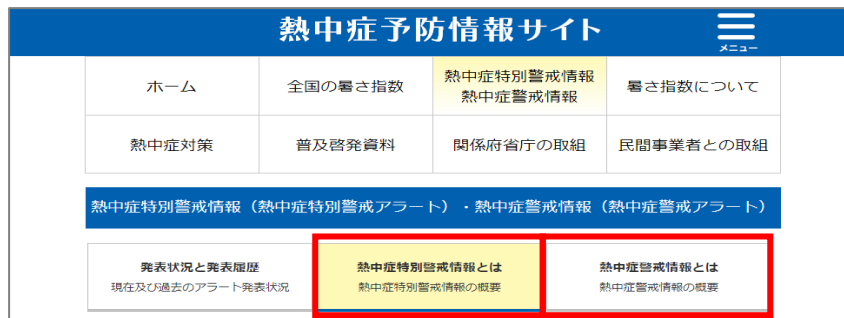 熱中症予防情報サイト
メニュー
ホーム
全国の暑さ指数
熱中症特別警戒情報
熱中症警戒情報
暑さ指数について
熱中症対策
普及啓発資料
関係府省庁の取組
民間事業者との取組
熱中症特別警戒情報（熱中症特別警戒アラート）・熱中症警戒情報（熱中症警戒アラート）
発表状況と発表履歴
現在及び過去のアラート発表状況
熱中症特別警戒情報とは
熱中症特別警戒情報の概要
熱中症警戒情報とは
熱中症警戒情報の概要